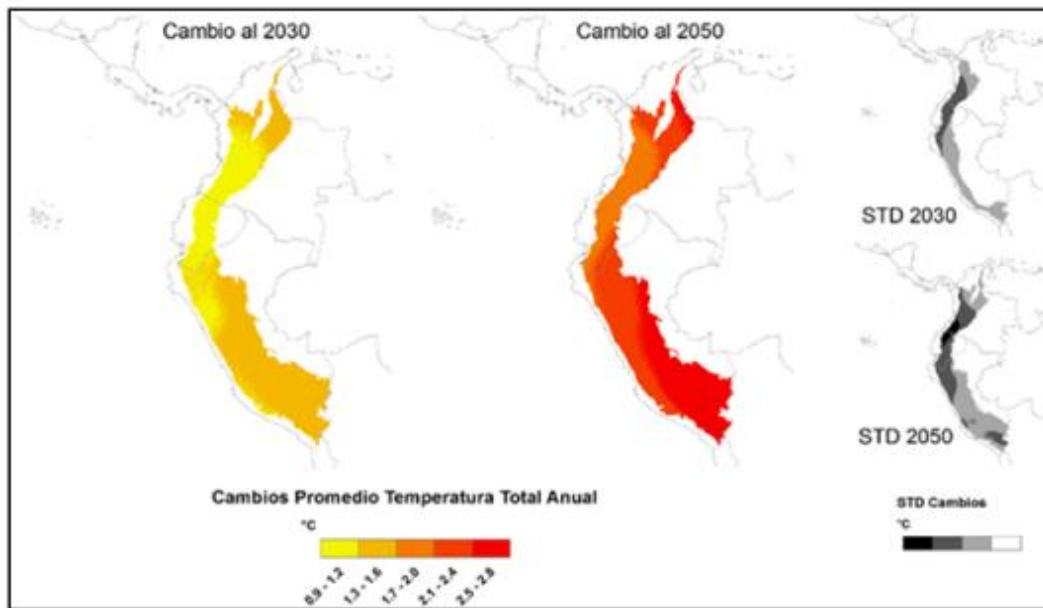 Cambio al 2030
Cambio al 2050
STD 2030
STD 2050
Cambios Promedio Temperatura Total Anual
°C
0.9 - 1.2
1.3 - 1.6
1.7 - 2.0
2.1 - 2.4
2.5 - 2.8
STD Cambios
°C